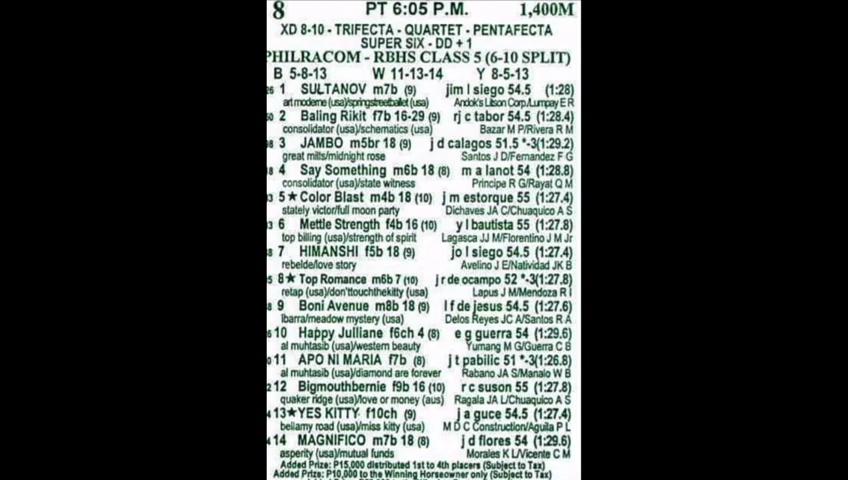 8 PT 6:05 P.M. 1,400M
XD 8-10 - TRIFECTA - QUARTET - PENTAFECTA
SUPER SIX - DD + 1
PHILRACOM - RBHS CLASS 5 (6-10 SPLIT)
B 5-8-13 W 11-13-14 Y 8-5-13
1 SULTANOV m7b (9) jim l siego 54.5 (1:28)
art moderne (usa)/springstreetballet (usa) Andok's Litson Corp/Lumpay E R
2 Baling Rikit f7b 16-29 (9) rj c tabor 54.5 (1:28.4)
consolidator (usa)/schematics (usa) Bazar M P/Rivera R M
3 JAMBO m5br 18 (9) j d calagos 51.5 *-3(1:29.2)
great mills/midnight rose Santos J D/Fernandez F G
4 Say Something m6b 18 (8) m a lanot 54 (1:28.8)
consolidator (usa)/state witness Principe R G/Rayat Q M
5★Color Blast m4b 18 (10) j m estorque 55 (1:27.4)
stately victor/full moon party Dichaves JA C/Chuaquico A S
6 Mettle Strength f4b 16 (10) y l bautista 55 (1:27.8)
top billing (usa)/strength of spirit Lagasca JJ M/Florentino J M Jr
7 HIMANSHI f5b 18 (9) jo l siego 54.5 (1:27.4)
rebelde/love story Avelino J E/Natividad JK B
8★Top Romance m6b 7 (10) j r de ocampo 52 *-3(1:27.8)
retap (usa)/don'ttouchthekitty (usa) Lapus J M/Mendoza R I
9 Boni Avenue m8b 18 (9) l f de jesus 54.5 (1:27.6)
Ibarra/meadow mystery (usa) Delos Reyes JC A/Santos R A
10 Happy Julliane f6ch 4 (8) e g guerra 54 (1:29.6)
al muhtasib (usa)/western beauty Yumang M G/Guerra C B
11 APO NI MARIA f7b (8) j t pabilic 51 *-3(1:26.8)
al muhtasib (usa)/diamond are forever Rabano JA S/Manalo W B
12 Bigmouthbernie f9b 16 (10) r c suson 55 (1:27.8)
quaker ridge (usa)/love or money (aus) Ragala JA L/Chuaquico A S
13★YES KITTY f10ch (9) j a guce 54.5 (1:27.4)
bellamy road (usa)/miss kitty (usa) M D C Construction/Aguila P L
14 MAGNIFICO m7b 18 (8) j d flores 54 (1:29.6)
asperity (usa)/mutual funds Morales K L/Vicente C M
Added Prize: P15,000 distributed 1st to 4th placers (Subject to Tax)
Added Prize: P10,000 to the Winning Horseowner only (Subject to Tax)